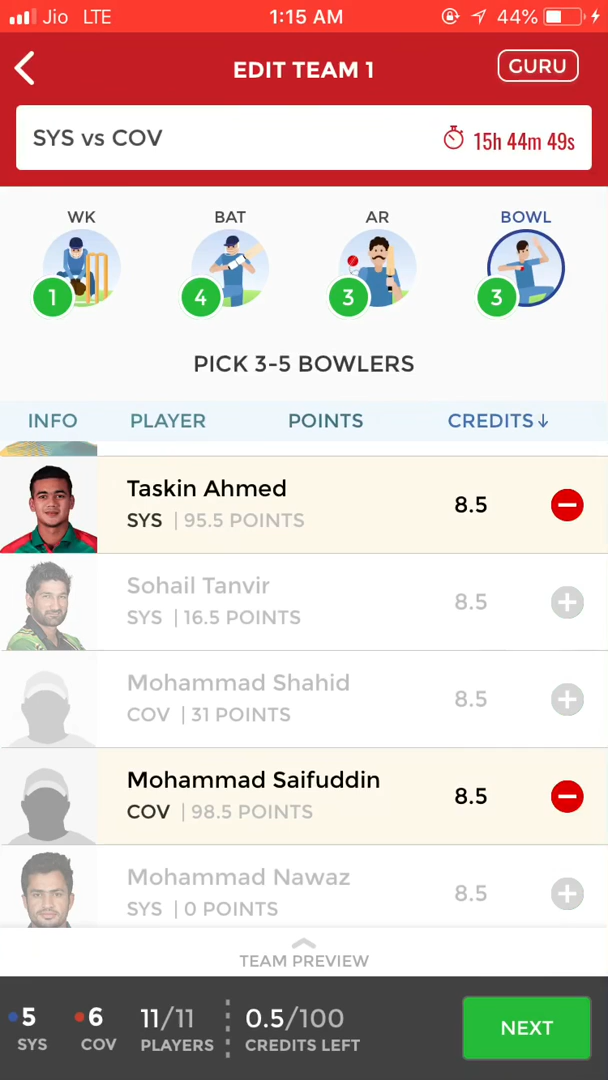 Jio LTE 1:15 AM 44%
EDIT TEAM 1 GURU
SYS vs COV 15h 44m 49s
WK BAT AR BOWL
1 4 3 3
PICK 3-5 BOWLERS
INFO PLAYER POINTS CREDITS↓
Taskin Ahmed 8.5
SYS | 95.5 POINTS
Sohail Tanvir 8.5
SYS | 16.5 POINTS
Mohammad Shahid 8.5
COV | 31 POINTS
Mohammad Saifuddin 8.5
COV | 98.5 POINTS
Mohammad Nawaz 8.5
SYS | 0 POINTS
TEAM PREVIEW
5 6 11/11 0.5/100 NEXT
SYS COV PLAYERS CREDITS LEFT